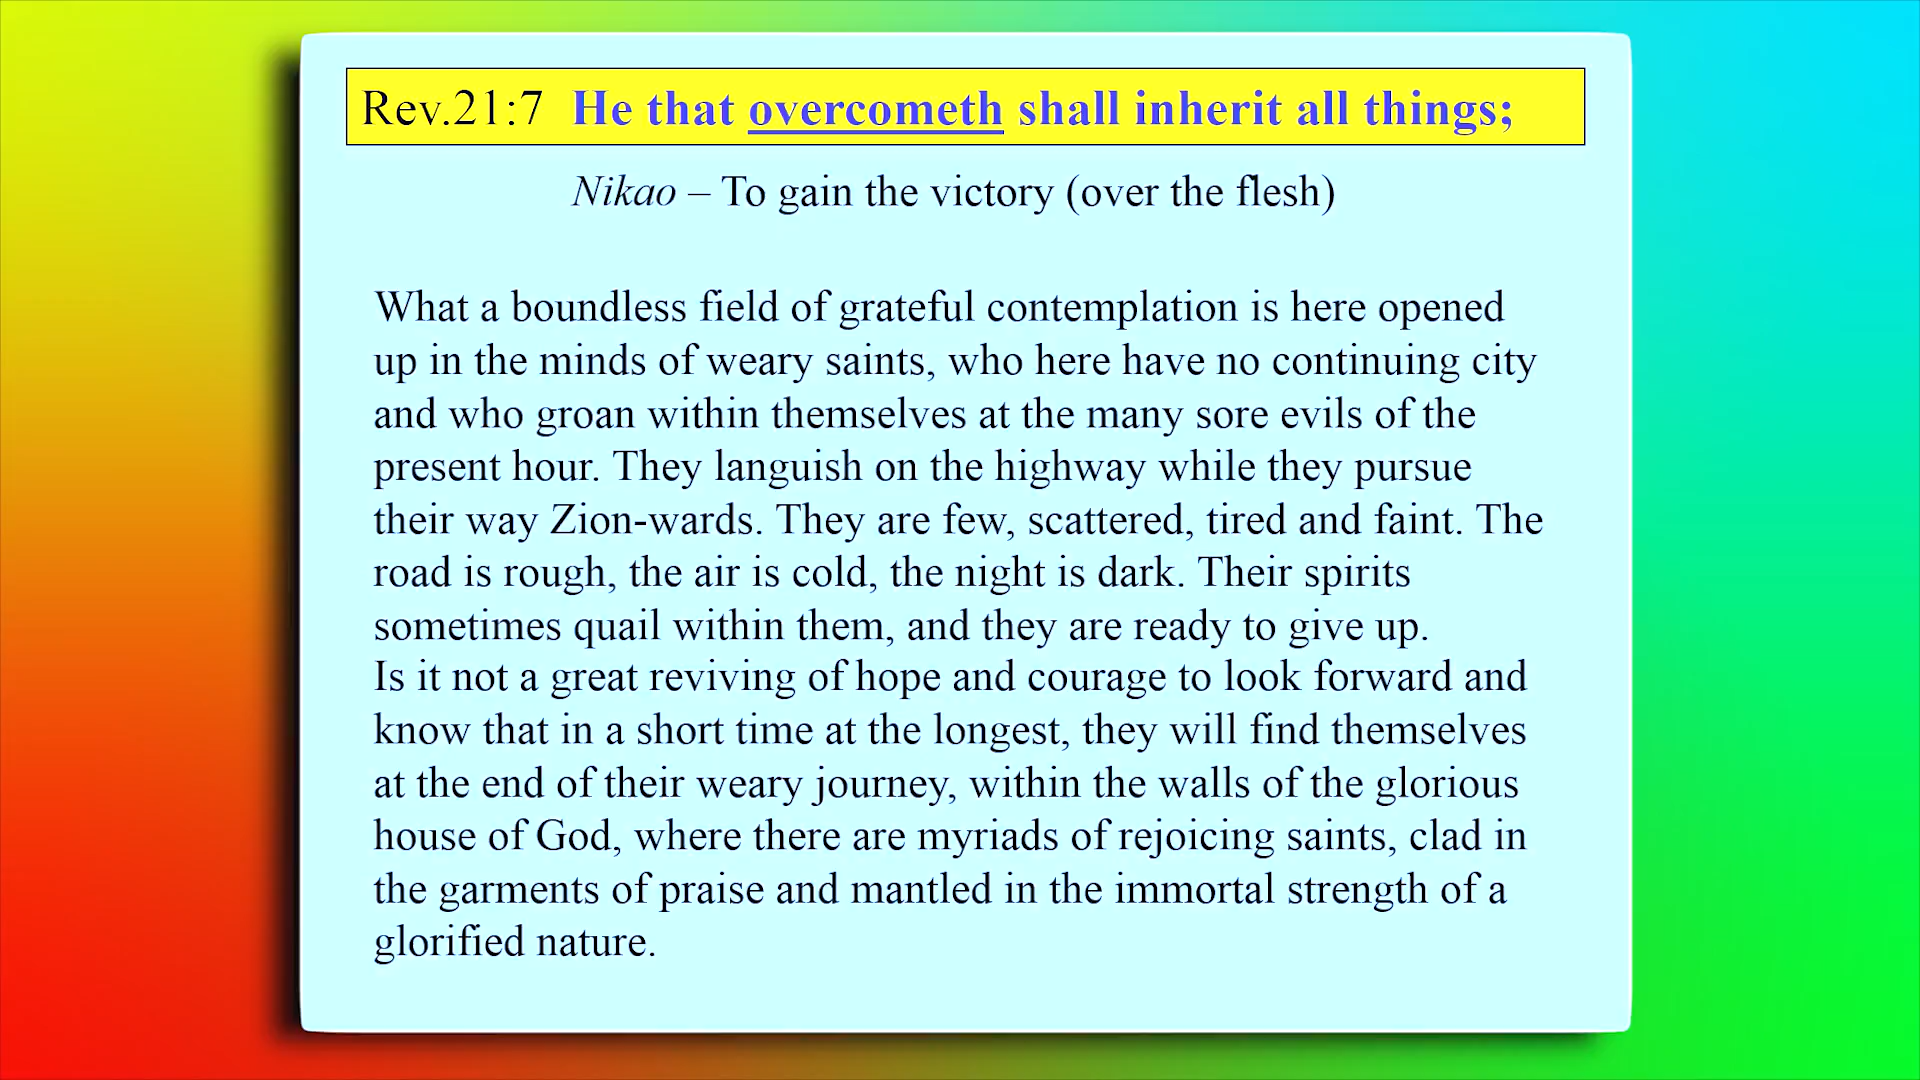 Rev.21:7 He that overcometh shall inherit all things;
Nikao – To gain the victory (over the flesh)
What a boundless field of grateful contemplation is here opened
up in the minds of weary saints, who here have no continuing city
and who groan within themselves at the many sore evils of the
present hour. They languish on the highway while they pursue
their way Zion-wards. They are few, scattered, tired and faint. The
road is rough, the air is cold, the night is dark. Their spirits
sometimes quail within them, and they are ready to give up.
Is it not a great reviving of hope and courage to look forward and
know that in a short time at the longest, they will find themselves
at the end of their weary journey, within the walls of the glorious
house of God, where there are myriads of rejoicing saints, clad in
the garments of praise and mantled in the immortal strength of a
glorified nature.